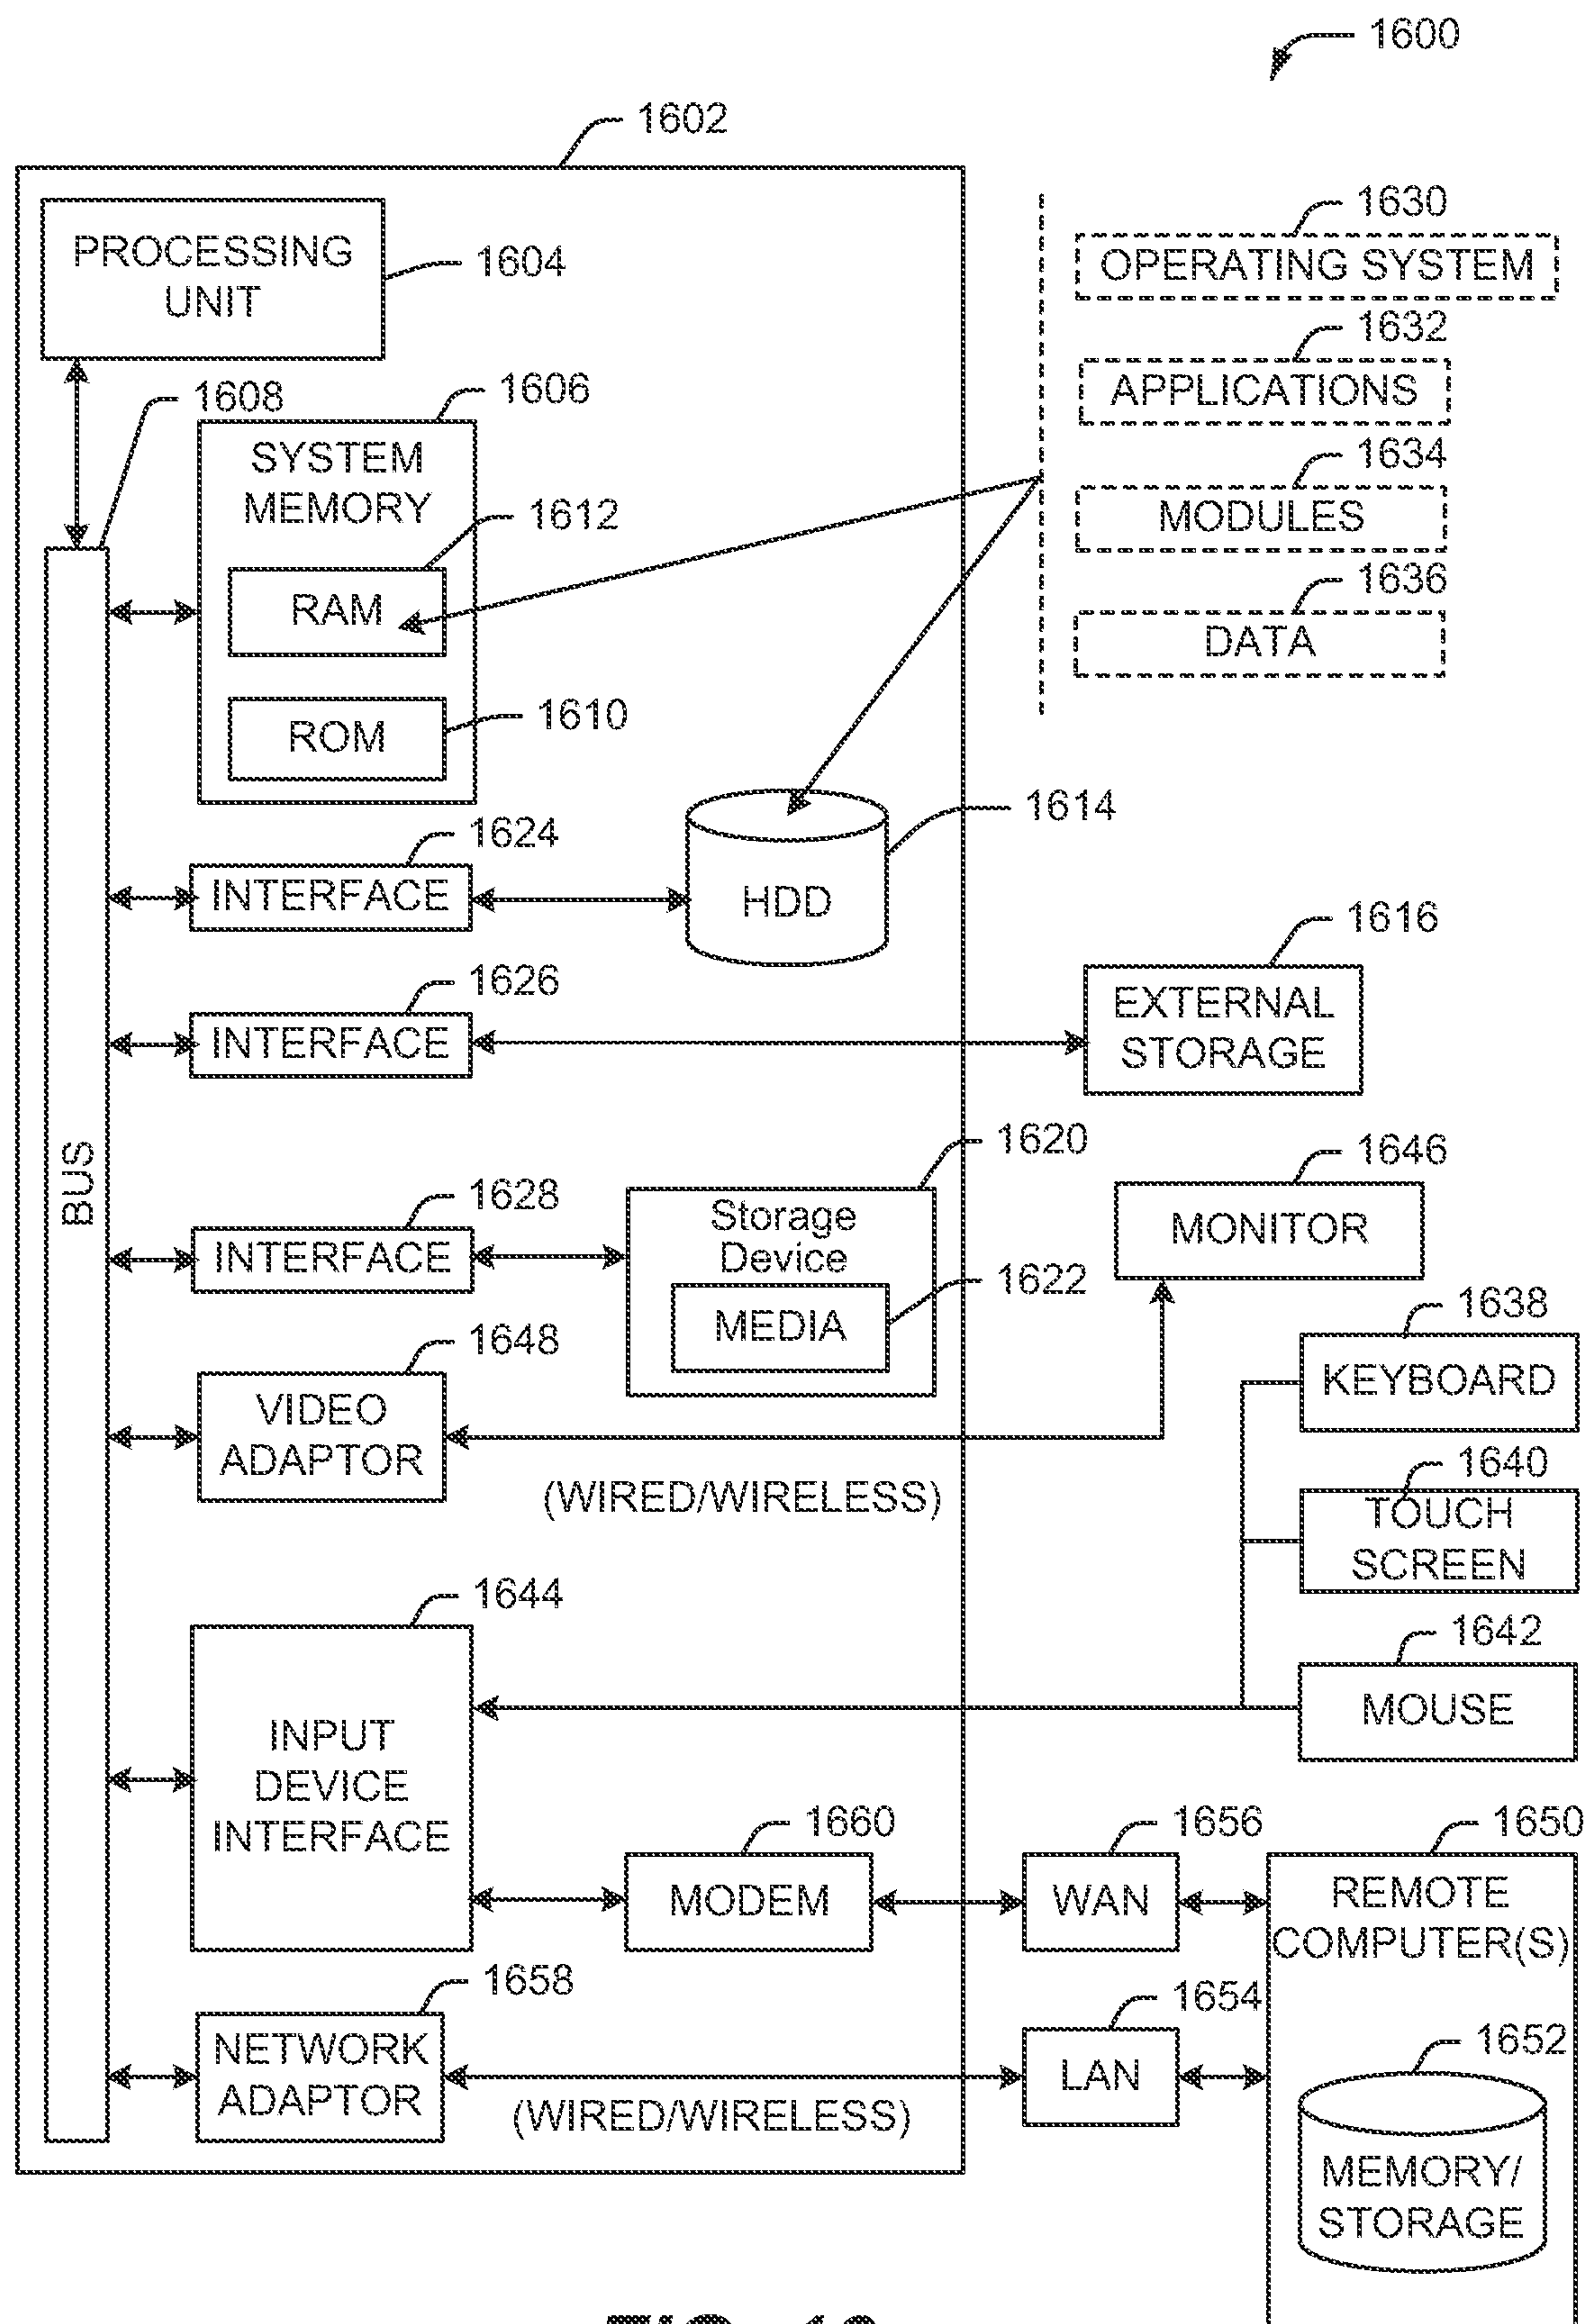 1600
1602
PROCESSING
UNIT
1604
1630
OPERATING SYSTEM
1632
APPLICATIONS
1634
MODULES
1636
DATA
1608
1606
SYSTEM
MEMORY
1612
RAM
1610
ROM
1624
INTERFACE
1614
HDD
1626
INTERFACE
1616
EXTERNAL
STORAGE
BUS
1628
INTERFACE
1620
Storage
Device
1622
MEDIA
1646
MONITOR
1648
VIDEO
ADAPTOR
(WIRED/WIRELESS)
1638
KEYBOARD
1640
TOUCH
SCREEN
1642
MOUSE
1644
INPUT
DEVICE
INTERFACE
1660
MODEM
1656
WAN
1650
REMOTE
COMPUTER(S)
1658
NETWORK
ADAPTOR
(WIRED/WIRELESS)
1654
LAN
1652
MEMORY/
STORAGE